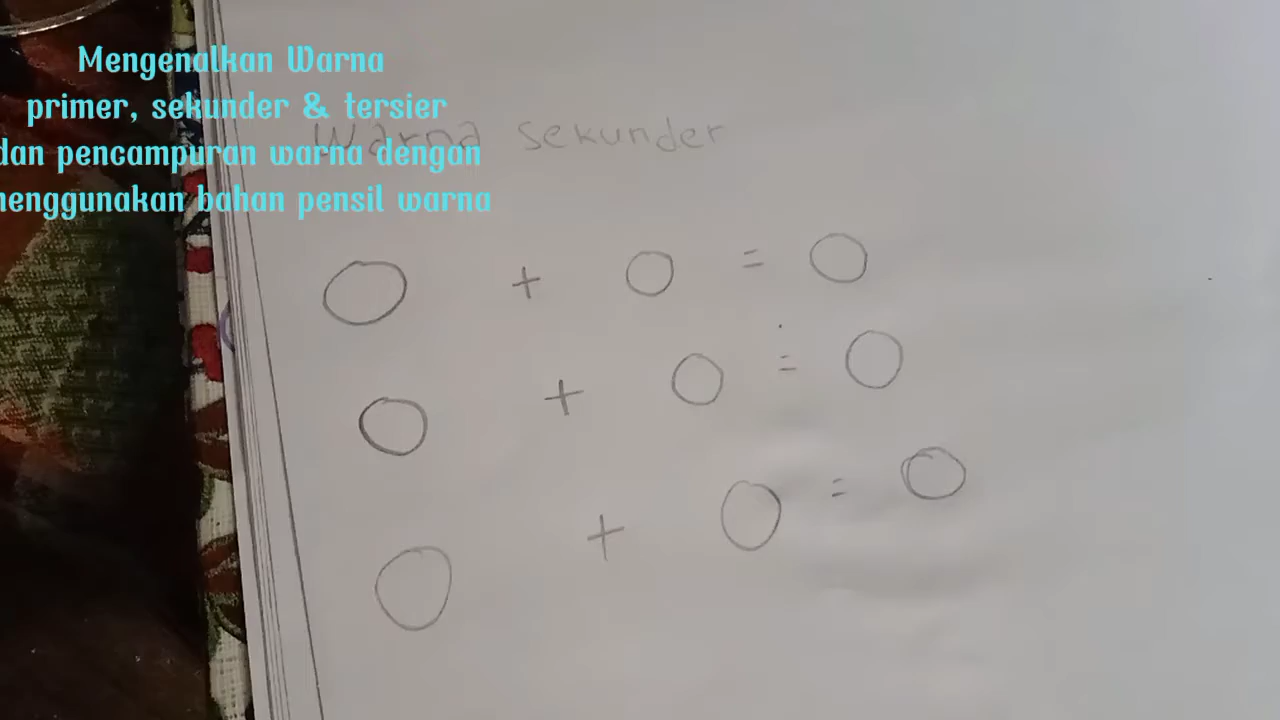 Mengenalkan Warna
primer, sekunder & tersier
dan pencampuran warna dengan
menggunakan bahan pensil warna
Warna sekunder
+ =
+ =
+ =